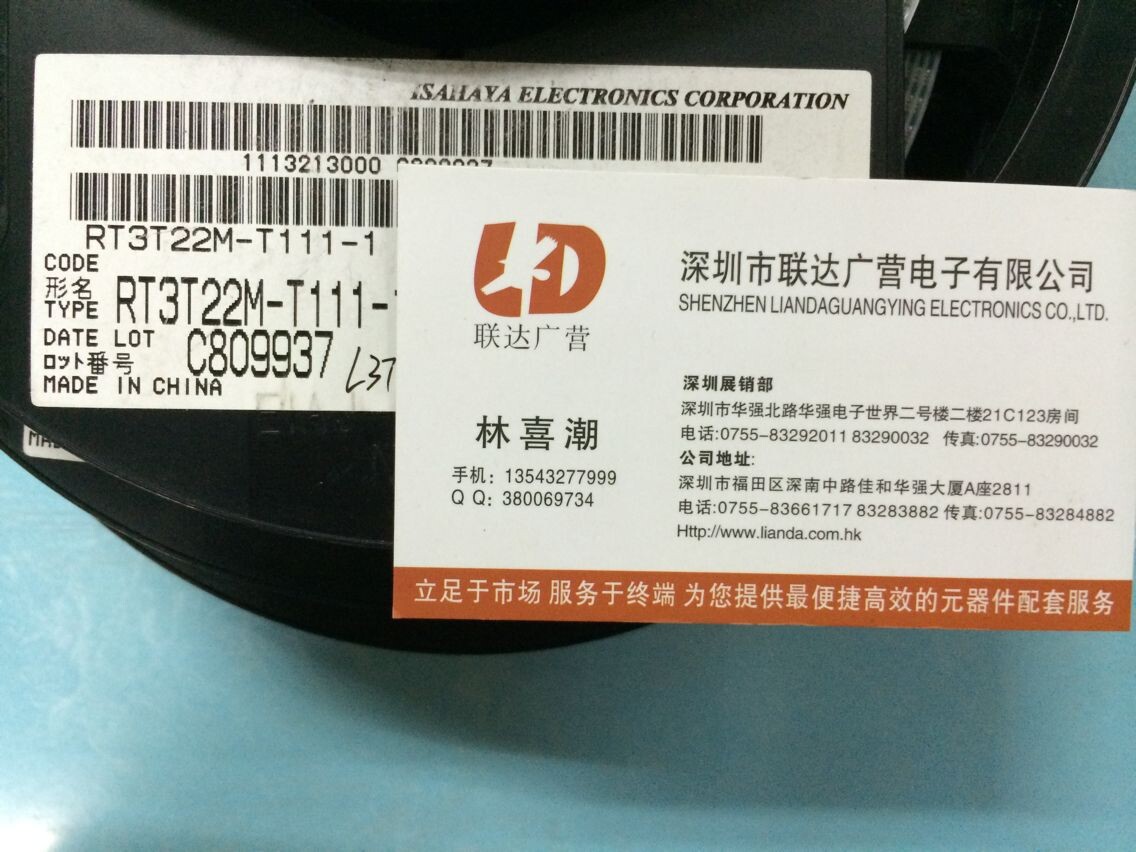 ISAHAYA ELECTRONICS CORPORATION
1113213000
RT3T22M-T111-1
CODE
形名
TYPE RT3T22M-T111-
DATE LOT
ロット番号 C809937 L37
MADE IN CHINA
LD
联达广营
深圳市联达广营电子有限公司
SHENZHEN LIANDAGUANGYING ELECTRONICS CO.,LTD.
林喜潮
手机：13543277999
Q Q：380069734
深圳展销部
深圳市华强北路华强电子世界二号楼二楼21C123房间
电话:0755-83292011 83290032 传真:0755-83290032
公司地址:
深圳市福田区深南中路佳和华强大厦A座2811
电话:0755-83661717 83283882 传真:0755-83284882
Http://www.lianda.com.hk
立足于市场 服务于终端 为您提供最便捷高效的元器件配套服务